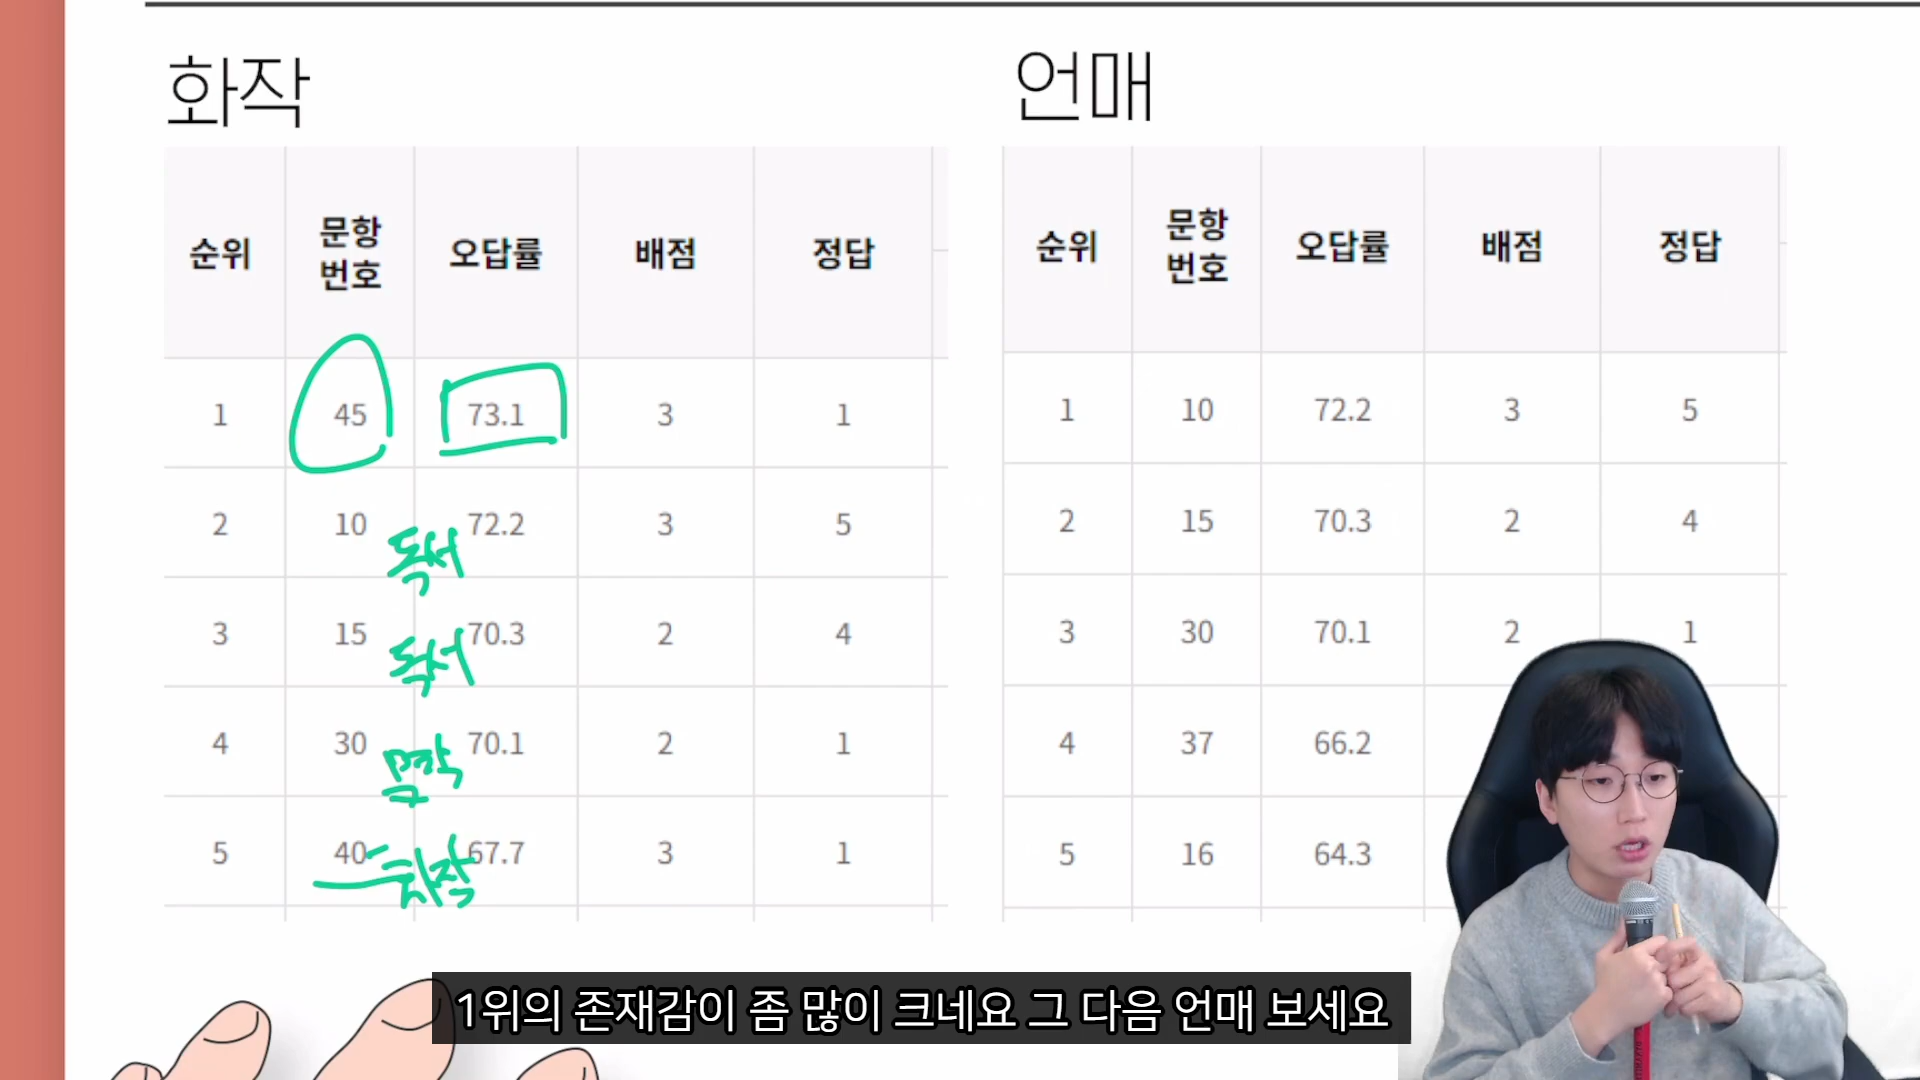 화작
순위 문항 번호 오답률 배점 정답
1 45 73.1 3 1
2 10 독서 72.2 3 5
3 15 독서 70.3 2 4
4 30 70.1 2 1
5 40 화작 67.7 3 1
언매
순위 문항 번호 오답률 배점 정답
1 10 72.2 3 5
2 15 70.3 2 4
3 30 70.1 2 1
4 37 66.2
5 16 64.3
1위의 존재감이 좀 많이 크네요 그 다음 언매 보세요